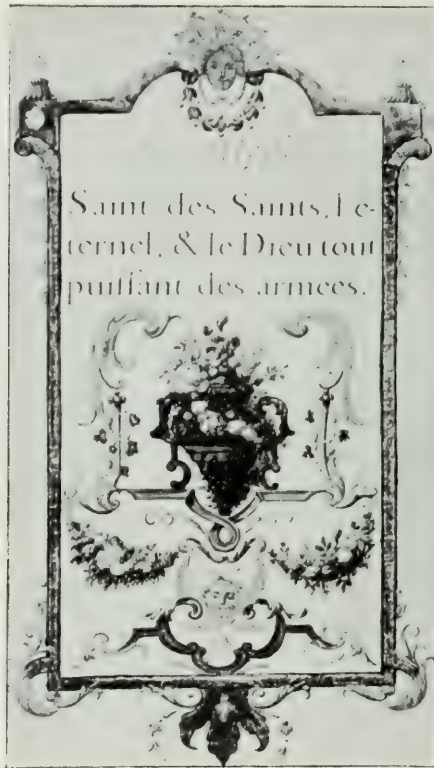 Saint des Saints, l'e-
ternel, & le Dieu tout
puiſſant des armees.